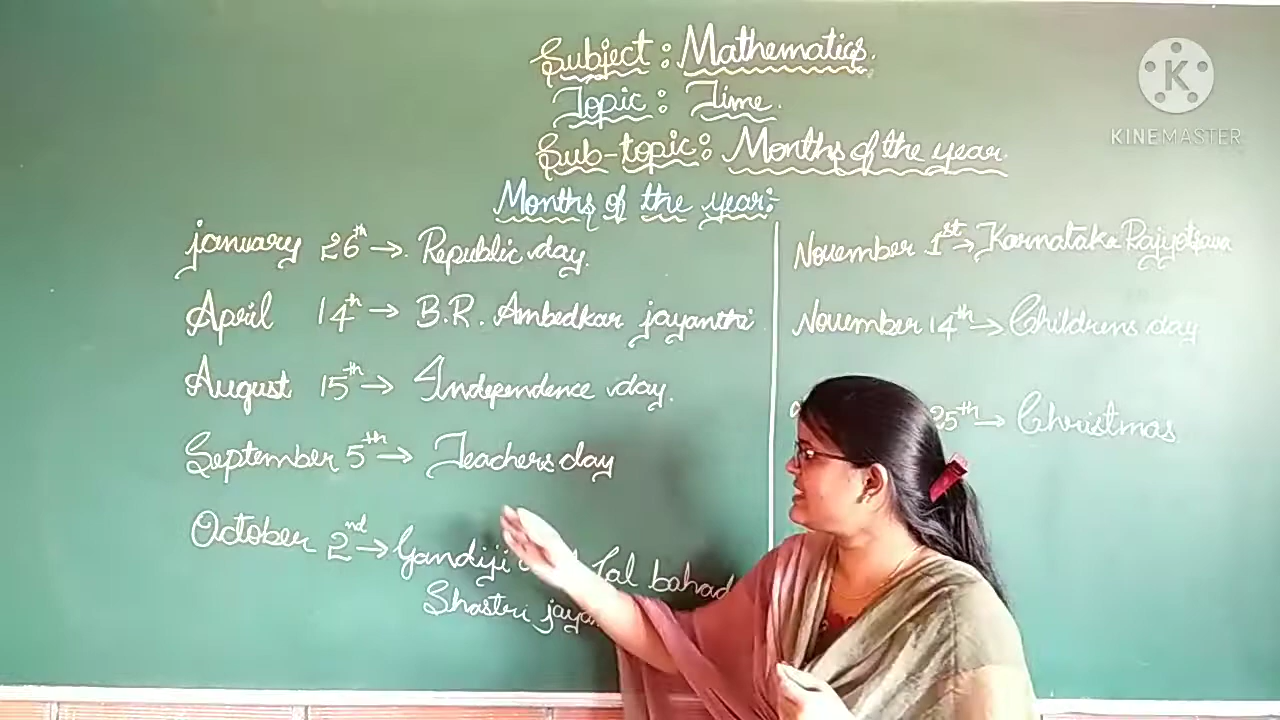 Subject : Mathematics.
Topic : Time.
Sub-topic: Months of the year.
Months of the year:-
january 26th → Republic day.
April 14th → B.R. Ambedkar jayanthi
August 15th → Independence day.
September 5th → Teachers day
October 2nd → Gandiji Lal bahad
Shastri jayan
November 1st → Karnataka Rajyotsava
November 14th → Childrens day
25th → Christmas
K
KINEMASTER